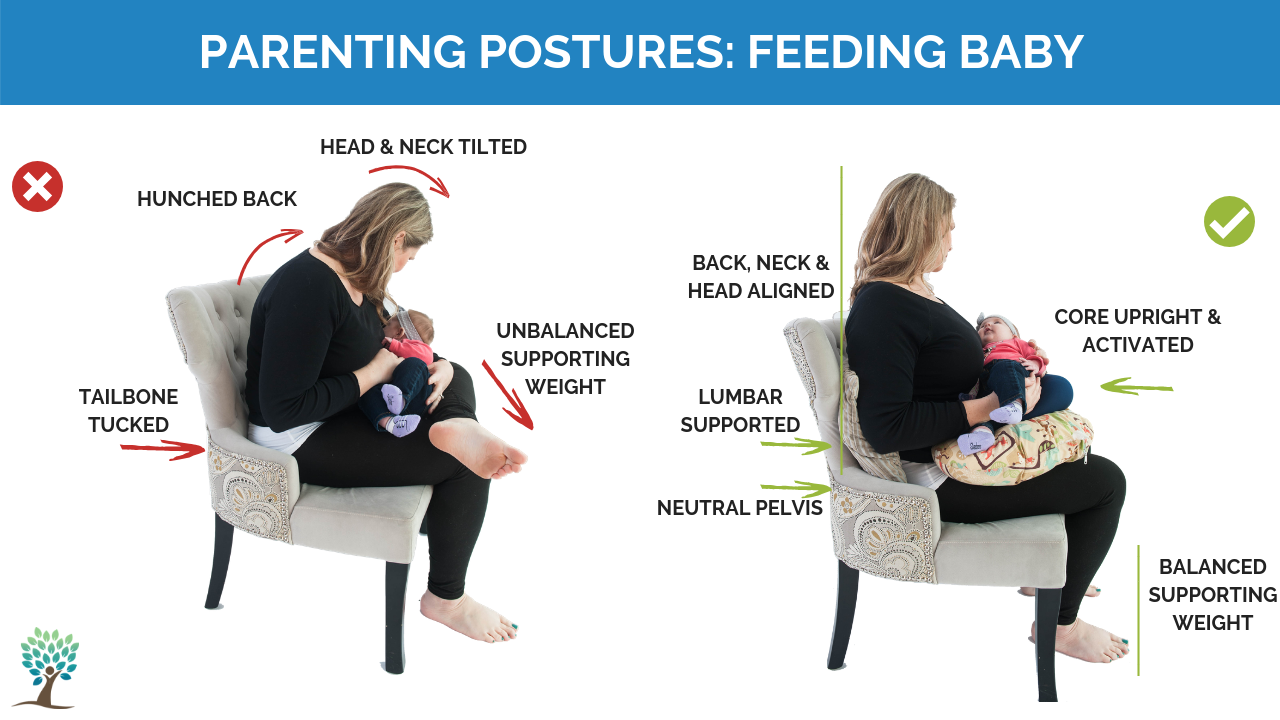 PARENTING POSTURES: FEEDING BABY
HEAD & NECK TILTED
HUNCHED BACK
UNBALANCED
SUPPORTING
WEIGHT
TAILBONE
TUCKED
BACK, NECK &
HEAD ALIGNED
CORE UPRIGHT &
ACTIVATED
LUMBAR
SUPPORTED
NEUTRAL PELVIS
BALANCED
SUPPORTING
WEIGHT